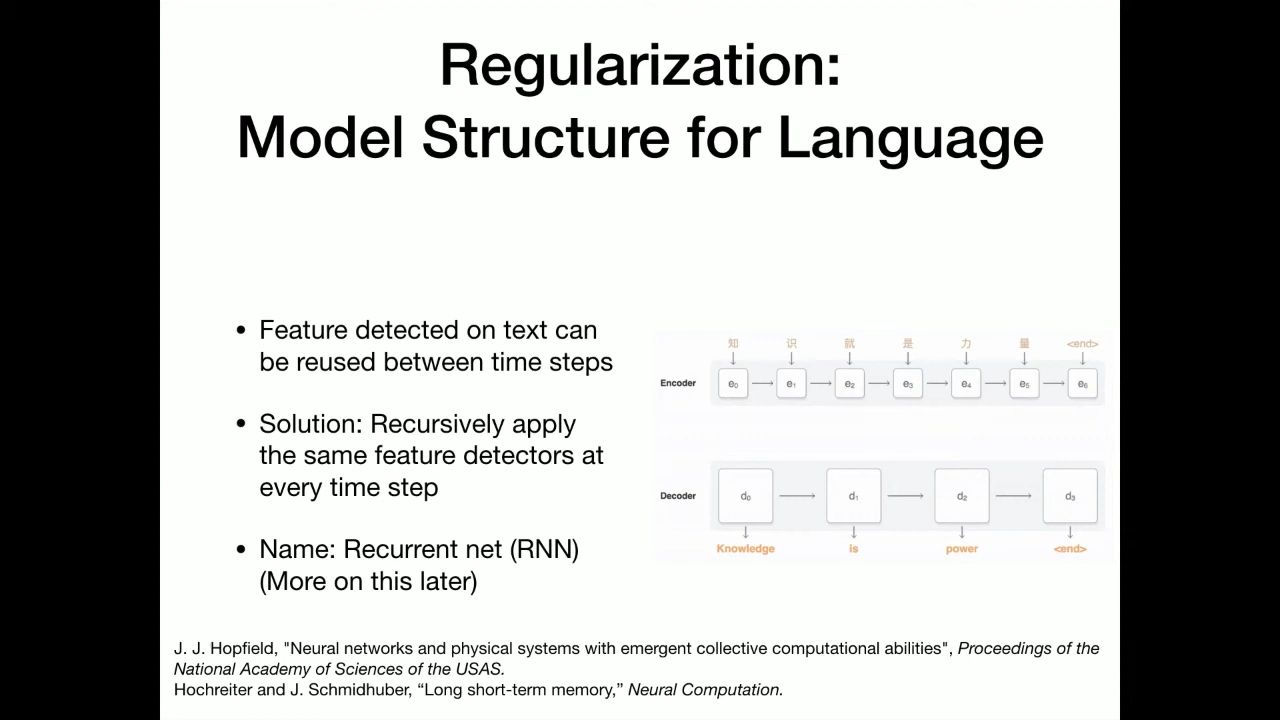 Regularization:
Model Structure for Language
• Feature detected on text can
be reused between time steps
• Solution: Recursively apply
the same feature detectors at
every time step
• Name: Recurrent net (RNN)
(More on this later)
知 识 就 是 力 量 <end>
Encoder e₀ e₁ e₂ e₃ e₄ e₅ e₆
Decoder d₀ d₁ d₂ d₃
Knowledge is power <end>
J. J. Hopfield, "Neural networks and physical systems with emergent collective computational abilities", Proceedings of the
National Academy of Sciences of the USAS.
Hochreiter and J. Schmidhuber, “Long short-term memory,” Neural Computation.